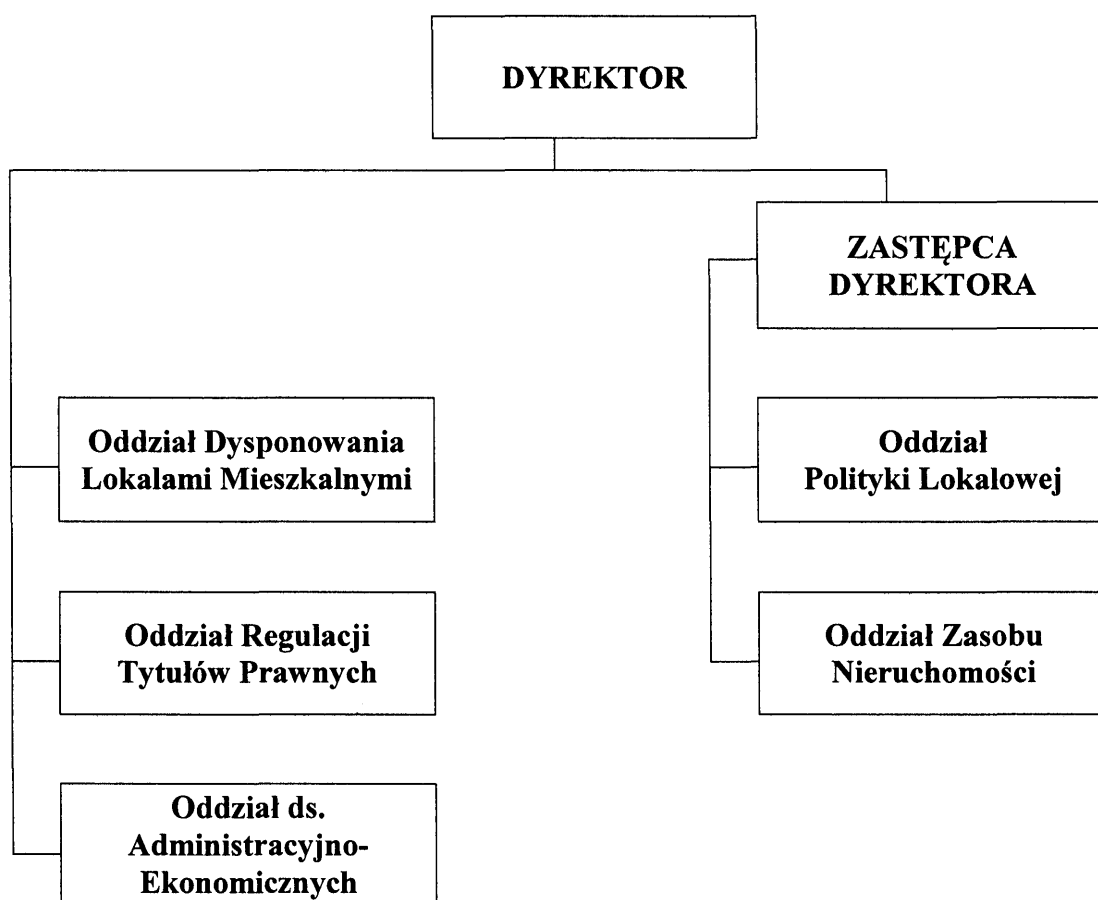 DYREKTOR
ZASTĘPCA
DYREKTORA
Oddział Dysponowania
Lokalami Mieszkalnymi
Oddział
Polityki Lokalowej
Oddział Regulacji
Tytułów Prawnych
Oddział Zasobu
Nieruchomości
Oddział ds.
Administracyjno-
Ekonomicznych